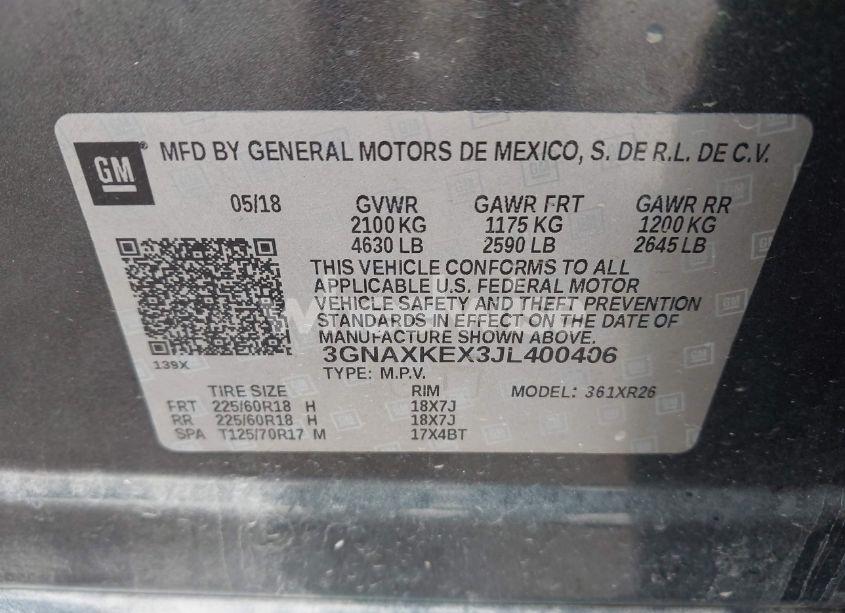 GM
MFD BY GENERAL MOTORS DE MEXICO, S. DE R.L. DE C.V.
05/18 GVWR GAWR FRT GAWR RR
2100 KG 1175 KG 1200 KG
4630 LB 2590 LB 2645 LB
THIS VEHICLE CONFORMS TO ALL
APPLICABLE U.S. FEDERAL MOTOR
VEHICLE SAFETY AND THEFT PREVENTION
STANDARDS IN EFFECT ON THE DATE OF
MANUFACTURE SHOWN ABOVE.
3GNAXKEX3JL400406
139X
TYPE: M.P.V.
TIRE SIZE RIM MODEL: 361XR26
FRT 225/60R18 H 18X7J
RR 225/60R18 H 18X7J
SPA T125/70R17 M 17X4BT